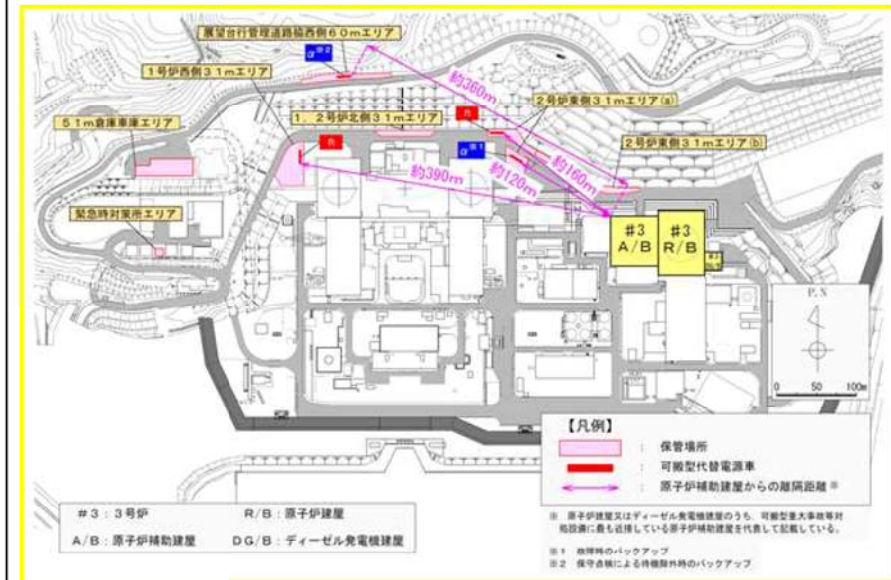 展望台行管理道路脇西側60mエリア
α※2
1号炉西側31mエリア
約360m
51m倉庫車庫エリア
1、2号炉北側31mエリア
n
2号炉東側31mエリア(a)
n
α※1
2号炉東側31mエリア(b)
約160m
約120m
約390m
緊急時対策所エリア
#3
A/B
#3
R/B
P.N
0 50 100m
【凡例】
: 保管場所
: 可搬型代替電源車
: 原子炉補助建屋からの離隔距離※
#3:3号炉
R/B:原子炉建屋
A/B:原子炉補助建屋
DG/B:ディーゼル発電機建屋
※ 原子炉建屋又はディーゼル発電機建屋のうち、可搬型重大事故等対
処設備に最も近接している原子炉補助建屋を代表して記載している。
※1 故障時のバックアップ
※2 保守点検による待機除外時のバックアップ